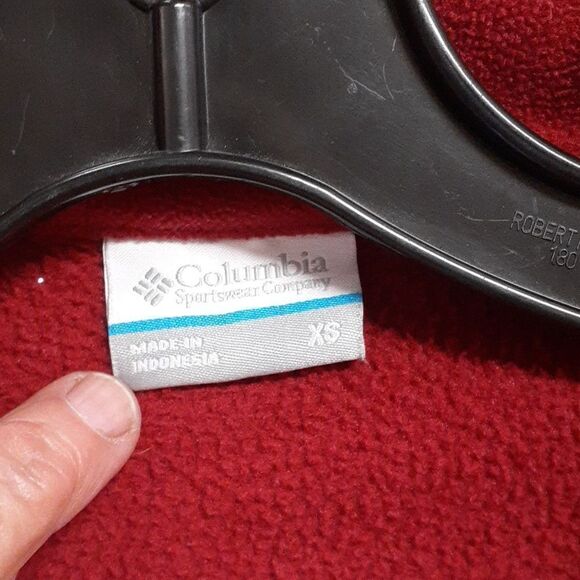 Columbia
Sportswear Company
XS
MADE IN
INDONESIA
ROBERT
180